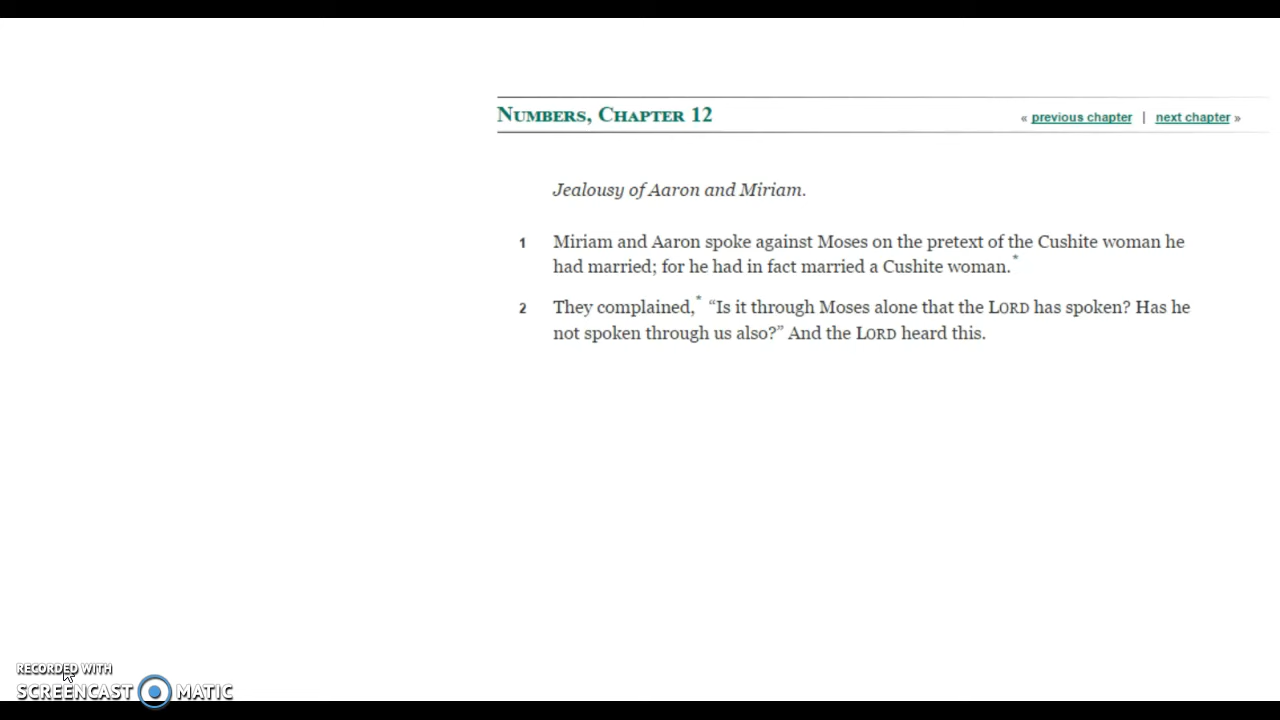 NUMBERS, CHAPTER 12
« previous chapter | next chapter »
Jealousy of Aaron and Miriam.
1 Miriam and Aaron spoke against Moses on the pretext of the Cushite woman he
had married; for he had in fact married a Cushite woman.*
2 They complained,* “Is it through Moses alone that the LORD has spoken? Has he
not spoken through us also?” And the LORD heard this.
RECORDED WITH
SCREENCAST MATIC